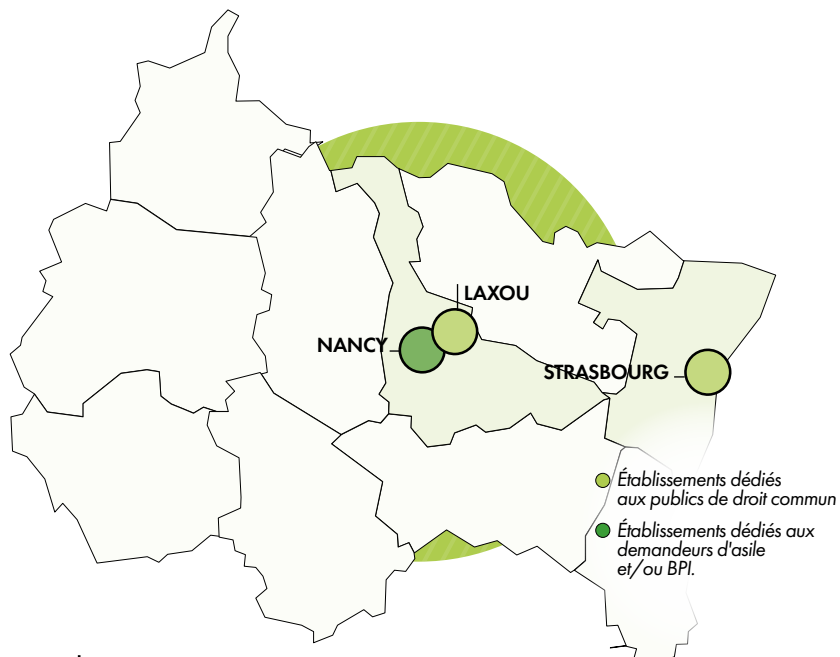 LAXOU
NANCY
STRASBOURG
Établissements dédiés
aux publics de droit commun
Établissements dédiés aux
demandeurs d'asile
et/ou BPI.